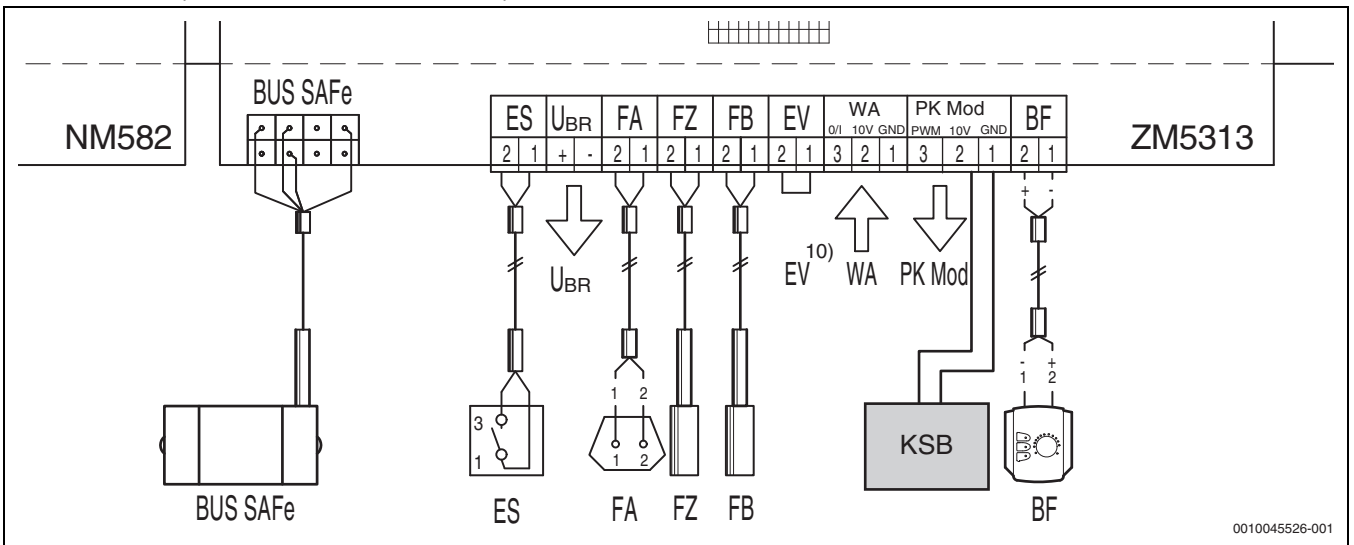 BUS SAFe
NM582
ZM5313
ES UBR FA FZ FB EV WA PK Mod BF
0/I 10V GND PWM 10V GND
2 1 + - 2 1 2 1 2 1 2 1 3 2 1 3 2 1 2 1
+ -
UBR
EV 10) WA PK Mod
- +
1 2
1 2
3
1
1 2
KSB
BUS SAFe
ES FA FZ FB BF
0010045526-001